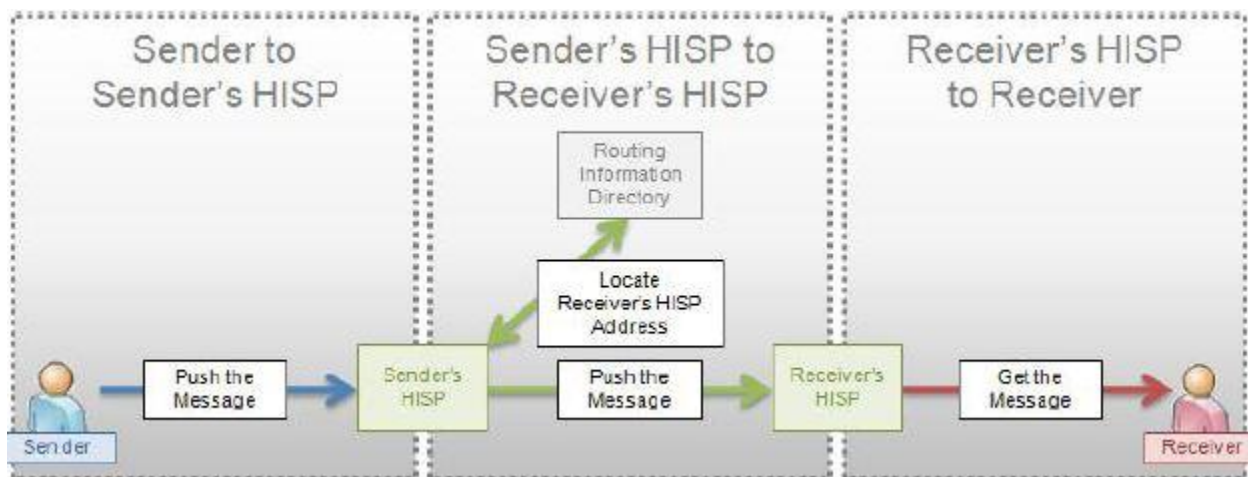 Sender to
Sender's HISP
Sender's HISP to
Receiver's HISP
Receiver's HISP
to Receiver
Routing
Information
Directory
Locate
Receiver's HISP
Address
Push the
Message
Sender's
HISP
Push the
Message
Receiver's
HISP
Get the
Message
Sender
Receiver